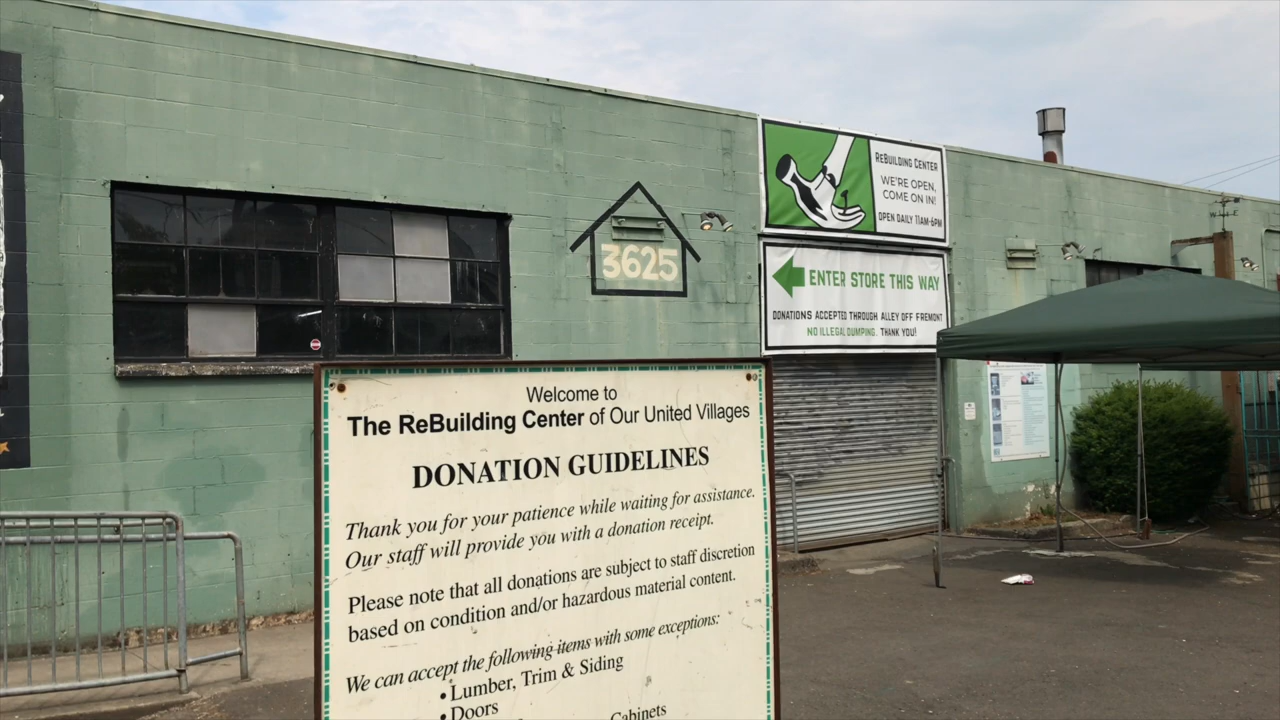 3625
ReBuilding Center
WE'RE OPEN,
COME ON IN!
OPEN DAILY 11AM-6PM
ENTER STORE THIS WAY
DONATIONS ACCEPTED THROUGH ALLEY OFF FREMONT
NO ILLEGAL DUMPING. THANK YOU!
Welcome to
The ReBuilding Center of Our United Villages
DONATION GUIDELINES
Thank you for your patience while waiting for assistance.
Our staff will provide you with a donation receipt.
Please note that all donations are subject to staff discretion
based on condition and/or hazardous material content.
We can accept the following items with some exceptions:
• Lumber, Trim & Siding
• Doors
Cabinets